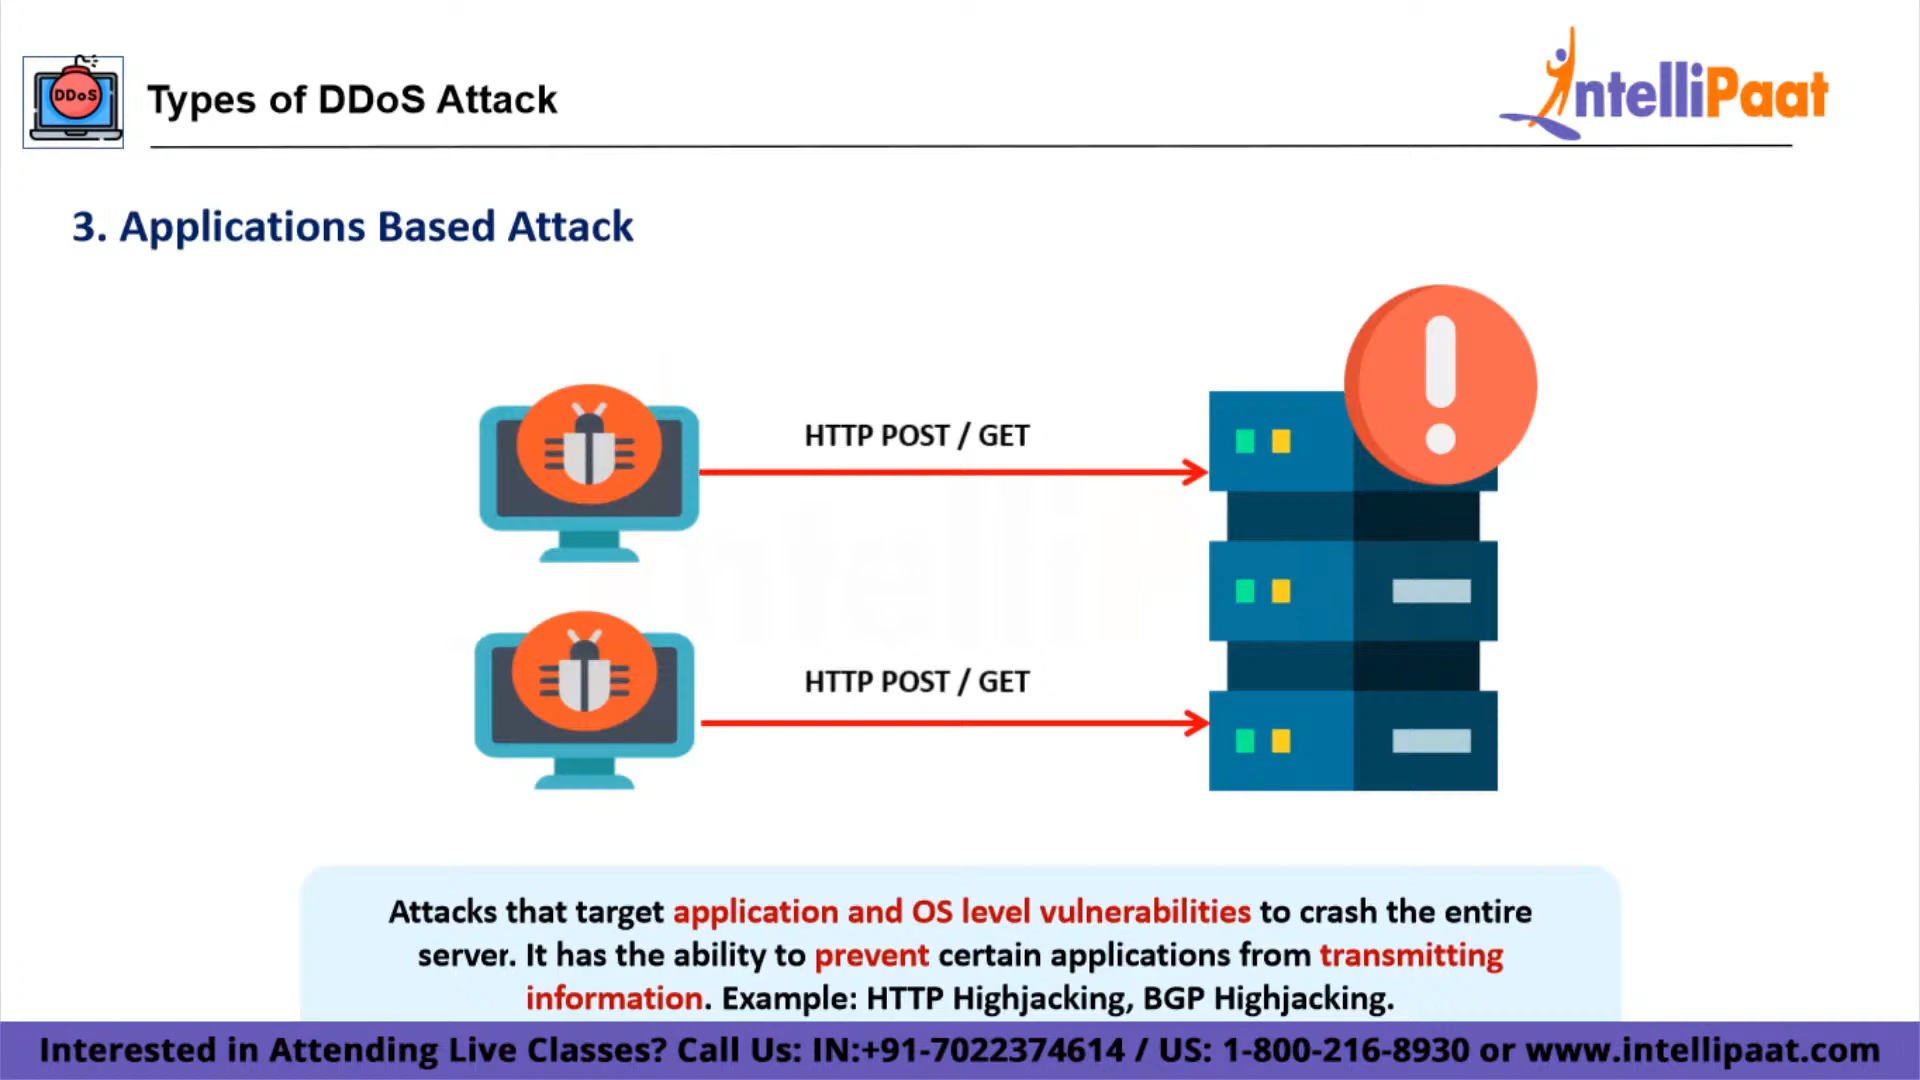 DDoS
Types of DDoS Attack
IntelliPaat
3. Applications Based Attack
HTTP POST / GET
HTTP POST / GET
Attacks that target application and OS level vulnerabilities to crash the entire
server. It has the ability to prevent certain applications from transmitting
information. Example: HTTP Highjacking, BGP Highjacking.
Interested in Attending Live Classes? Call Us: IN:+91-7022374614 / US: 1-800-216-8930 or www.intellipaat.com